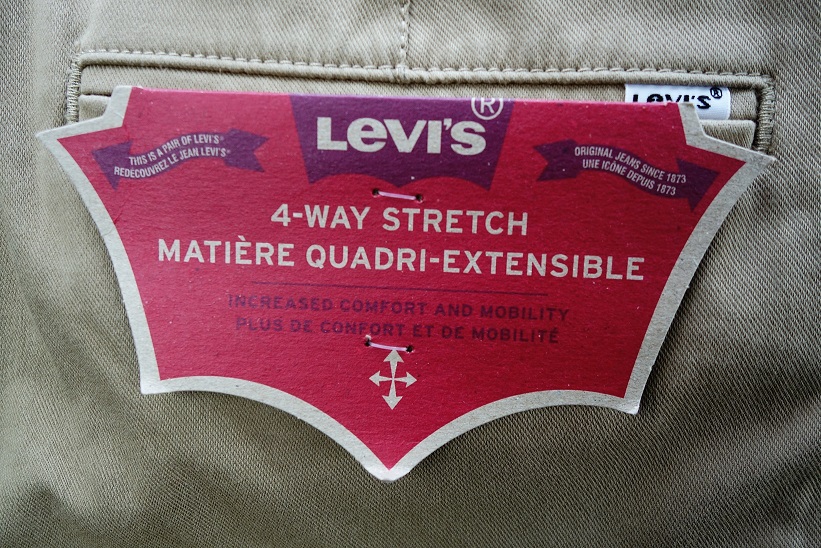 LEVI'S®
LEVI'S®
THIS IS A PAIR OF LEVI'S®
REDECOUVREZ LE JEAN LEVI'S®
ORIGINAL JEANS SINCE 1873
UNE ICÔNE DEPUIS 1873
4-WAY STRETCH
MATIÈRE QUADRI-EXTENSIBLE
INCREASED COMFORT AND MOBILITY
PLUS DE CONFORT ET DE MOBILITÉ